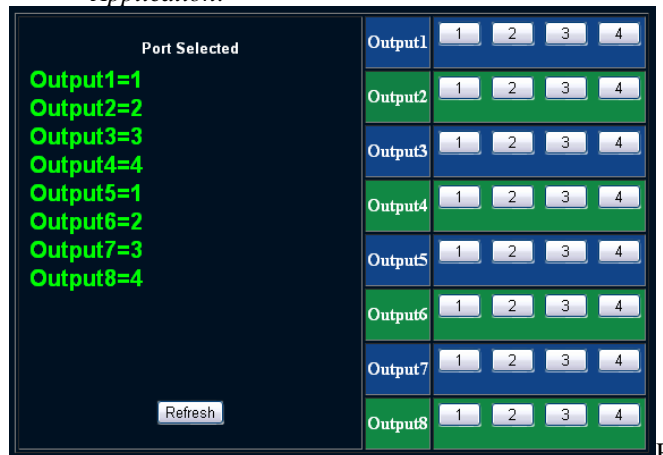 Application.
Port Selected
Output1=1
Output2=2
Output3=3
Output4=4
Output5=1
Output6=2
Output7=3
Output8=4
Refresh
Output1 1 2 3 4
Output2 1 2 3 4
Output3 1 2 3 4
Output4 1 2 3 4
Output5 1 2 3 4
Output6 1 2 3 4
Output7 1 2 3 4
Output8 1 2 3 4